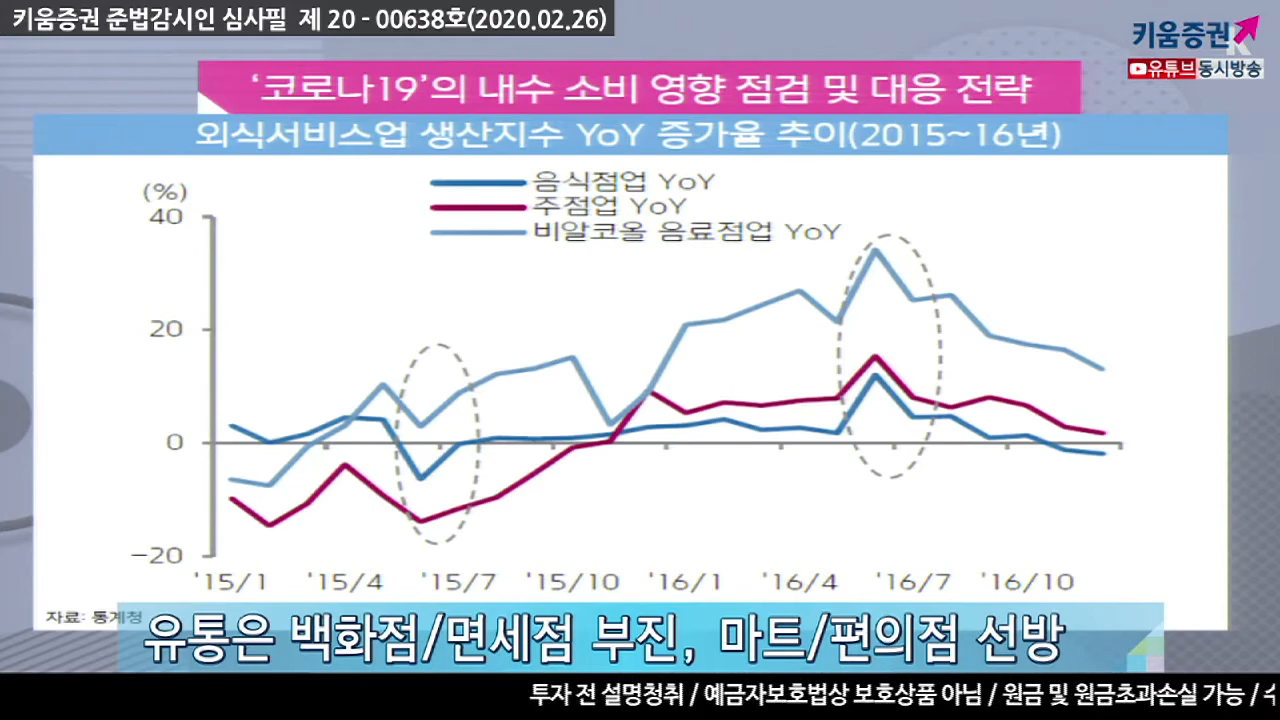 키움증권 준법감시인 심사필 제 20 - 00638호(2020.02.26)
키움증권
유튜브 동시방송
‘코로나19’의 내수 소비 영향 점검 및 대응 전략
외식서비스업 생산지수 YoY 증가율 추이(2015~16년)
(%)
음식점업 YoY
주점업 YoY
비알코올 음료점업 YoY
40
20
0
-20
'15/1 '15/4 '15/7 '15/10 '16/1 '16/4 '16/7 '16/10
자료: 통계청
유통은 백화점/면세점 부진, 마트/편의점 선방
투자 전 설명청취 / 예금자보호법상 보호상품 아님 / 원금 및 원금초과손실 가능 /